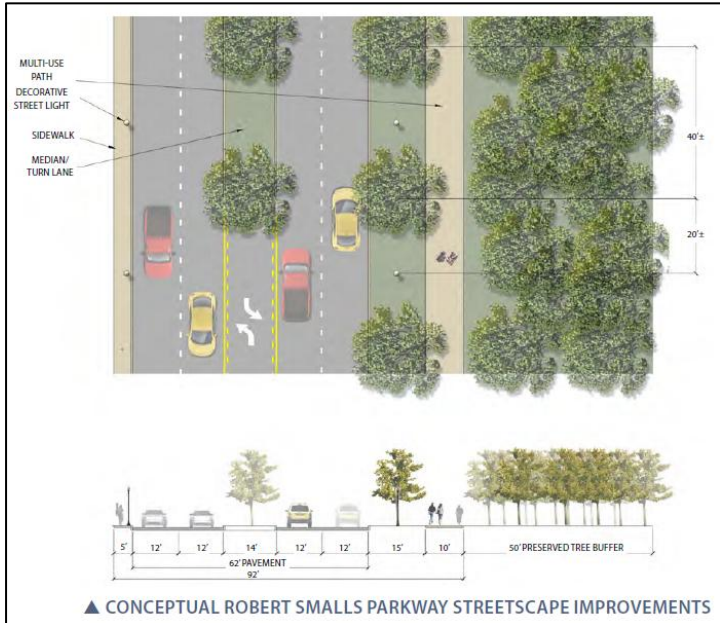 MULTI-USE
PATH
DECORATIVE
STREET LIGHT
SIDEWALK
MEDIAN/
TURN LANE
40'±
20'±
5' 12' 12' 14' 12' 12' 15' 10' 50' PRESERVED TREE BUFFER
62' PAVEMENT
92'
▲ CONCEPTUAL ROBERT SMALLS PARKWAY STREETSCAPE IMPROVEMENTS